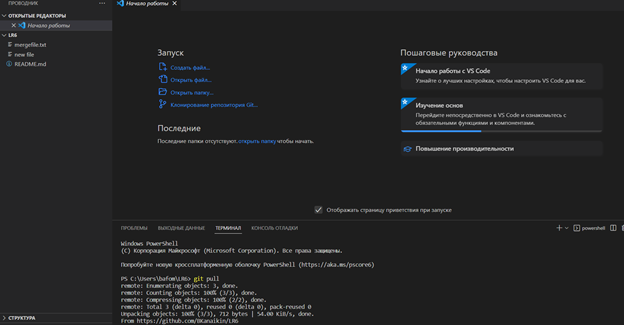 ПРОВОДНИК
Начало работы
ОТКРЫТЫЕ РЕДАКТОРЫ
Начало работы
LR6
mergefile.txt
new file
README.md
Запуск
Создать файл...
Открыть файл...
Открыть папку...
Клонирование репозитория Git...
Последние
Последние папки отсутствуют, открыть папку чтобы начать.
Пошаговые руководства
Начало работы с VS Code
Узнайте о лучших настройках, чтобы настроить VS Code для вас.
Изучение основ
Перейдите непосредственно в VS Code и ознакомьтесь с
обязательными функциями и компонентами.
Повышение производительности
Отображать страницу приветствия при запуске
ПРОБЛЕМЫ ВЫХОДНЫЕ ДАННЫЕ ТЕРМИНАЛ КОНСОЛЬ ОТЛАДКИ
powershell
Windows PowerShell
(C) Корпорация Майкрософт (Microsoft Corporation). Все права защищены.
Попробуйте новую кроссплатформенную оболочку PowerShell (https://aka.ms/pscore6)
PS C:\Users\bafom\LR6> git pull
remote: Enumerating objects: 3, done.
remote: Counting objects: 100% (3/3), done.
remote: Compressing objects: 100% (2/2), done.
remote: Total 3 (delta 0), reused 0 (delta 0), pack-reused 0
Unpacking objects: 100% (3/3), 712 bytes | 54.00 KiB/s, done.
From https://github.com/BKanaikin/LR6
СТРУКТУРА